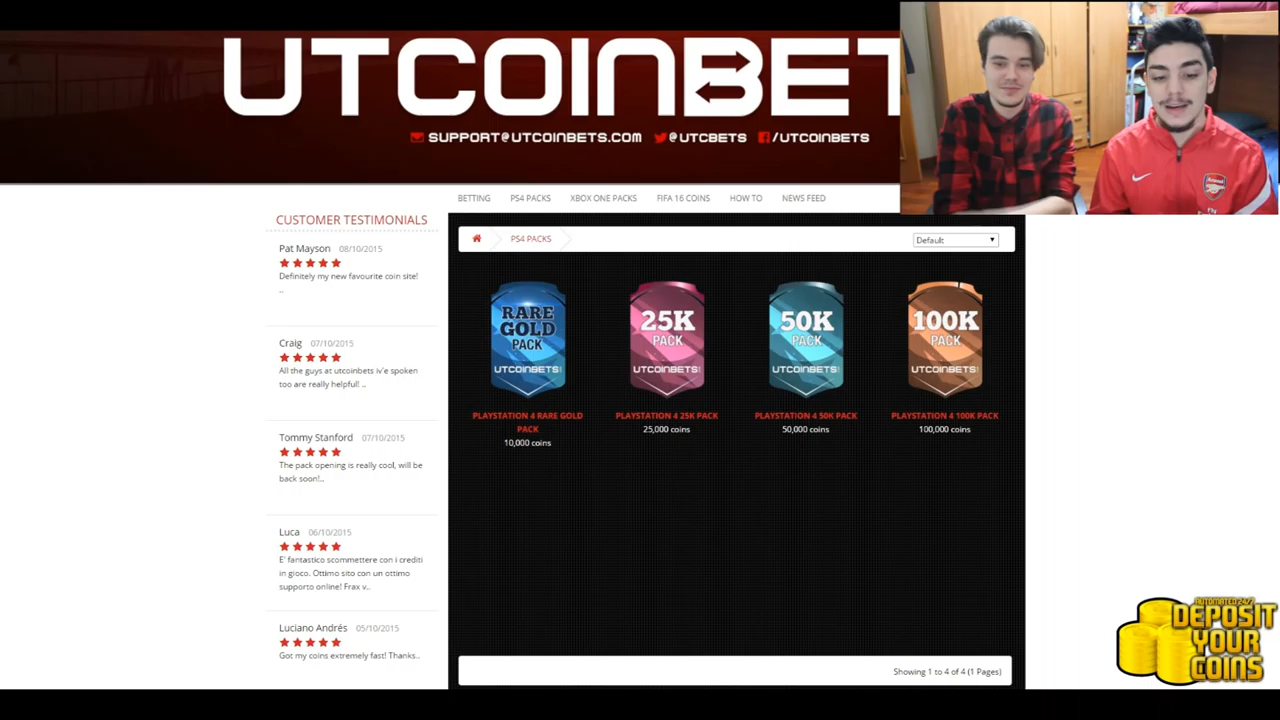 UTCOINBET
SUPPORT@UTCOINBETS.COM @UTCBETS /UTCOINBETS
BETTING PS4 PACKS XBOX ONE PACKS FIFA 16 COINS HOW TO NEWS FEED
CUSTOMER TESTIMONIALS
Pat Mayson 08/10/2015
Definitely my new favourite coin site!
..
Craig 07/10/2015
All the guys at utcoinbets iv'e spoken
too are really helpful! ..
Tommy Stanford 07/10/2015
The pack opening is really cool, will be
back soon!..
Luca 06/10/2015
E' fantastico scommettere con i crediti
in gioco. Ottimo sito con un ottimo
supporto online! Frax v..
Luciano Andrés 05/10/2015
Got my coins extremely fast! Thanks..
PS4 PACKS
Default
RARE
GOLD
PACK
UTCOINBETS!
25K
PACK
UTCOINBETS!
50K
PACK
UTCOINBETS!
100K
PACK
UTCOINBETS!
PLAYSTATION 4 RARE GOLD
PACK
10,000 coins
PLAYSTATION 4 25K PACK
25,000 coins
PLAYSTATION 4 50K PACK
50,000 coins
PLAYSTATION 4 100K PACK
100,000 coins
Showing 1 to 4 of 4 (1 Pages)
Arsenal
DEPOSIT
YOUR
COINS